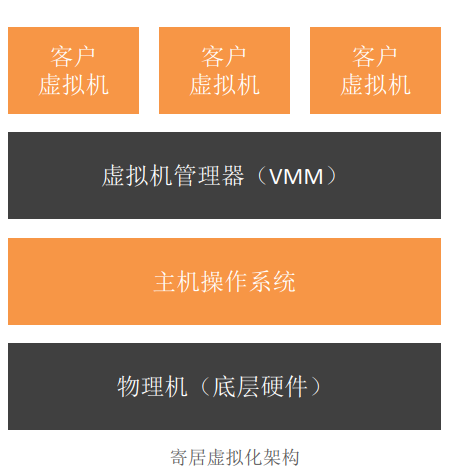 客户 客户 客户
虚拟机 虚拟机 虚拟机
虚拟机管理器（VMM）
主机操作系统
物理机（底层硬件）
寄居虚拟化架构